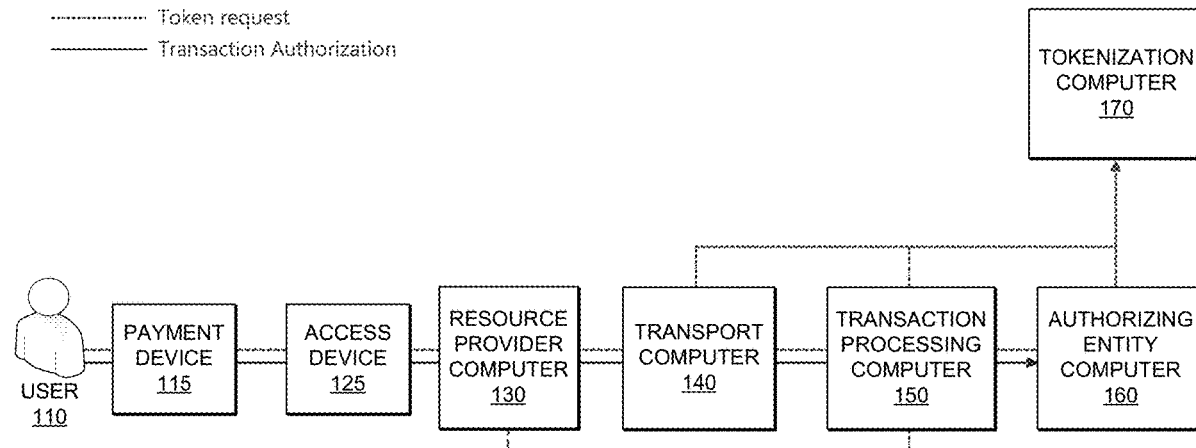 Token request
Transaction Authorization
TOKENIZATION
COMPUTER
170
USER
110
PAYMENT
DEVICE
115
ACCESS
DEVICE
125
RESOURCE
PROVIDER
COMPUTER
130
TRANSPORT
COMPUTER
140
TRANSACTION
PROCESSING
COMPUTER
150
AUTHORIZING
ENTITY
COMPUTER
160